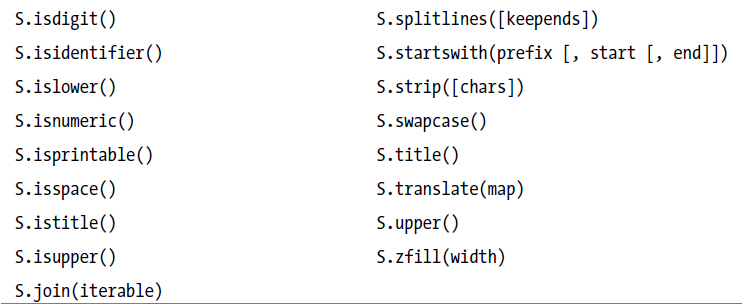 S.isdigit()
S.isidentifier()
S.islower()
S.isnumeric()
S.isprintable()
S.isspace()
S.istitle()
S.isupper()
S.join(iterable)
S.splitlines([keepends])
S.startswith(prefix [, start [, end]])
S.strip([chars])
S.swapcase()
S.title()
S.translate(map)
S.upper()
S.zfill(width)